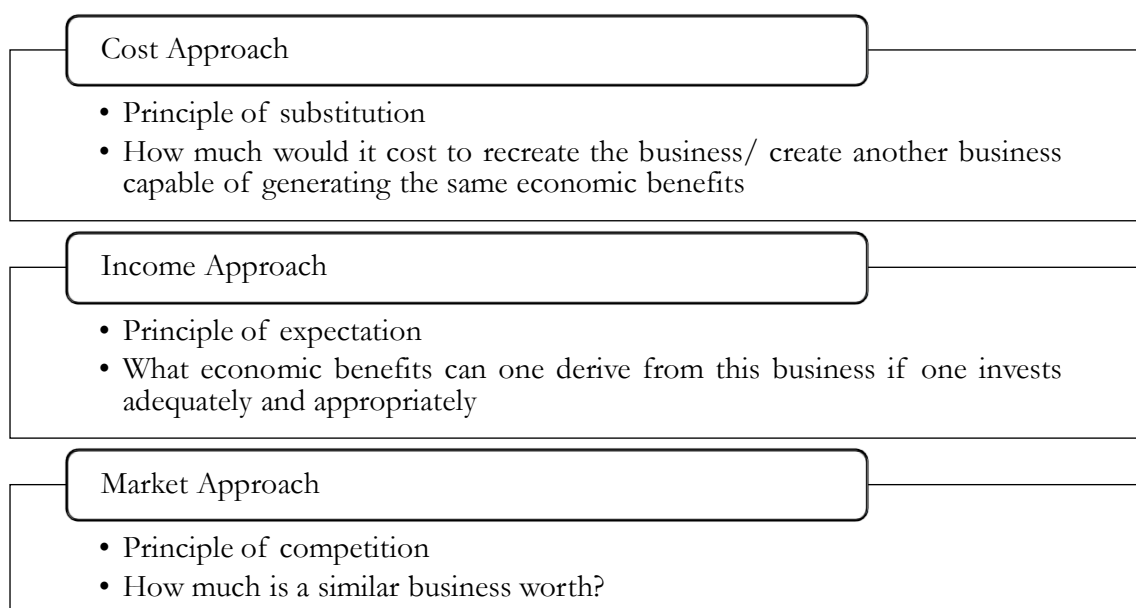 Cost Approach
• Principle of substitution
• How much would it cost to recreate the business/ create another business
capable of generating the same economic benefits
Income Approach
• Principle of expectation
• What economic benefits can one derive from this business if one invests
adequately and appropriately
Market Approach
• Principle of competition
• How much is a similar business worth?